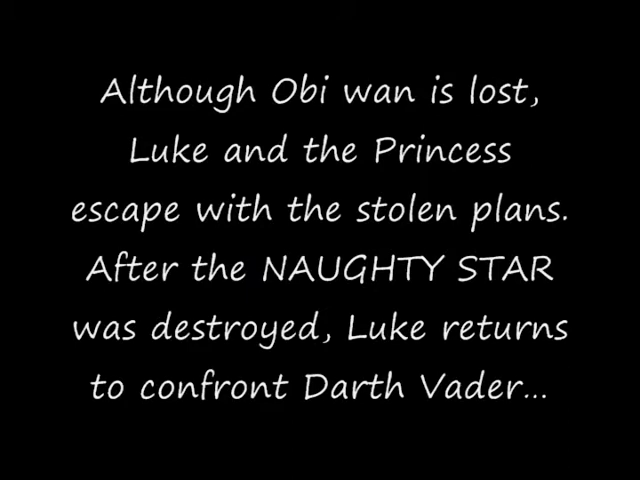 Although Obi wan is lost,
Luke and the Princess
escape with the stolen plans.
After the NAUGHTY STAR
was destroyed, Luke returns
to confront Darth Vader...